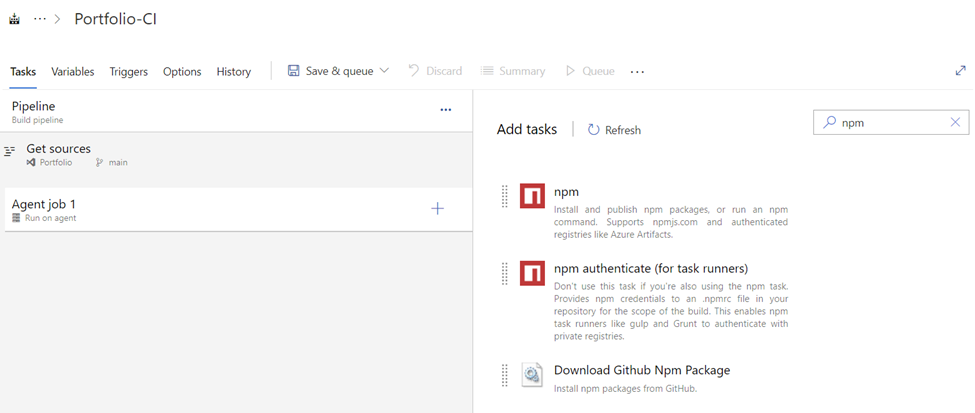 Portfolio-CI
Tasks Variables Triggers Options History Save & queue Discard Summary Queue
Pipeline
Build pipeline
Get sources
Portfolio main
Agent job 1
Run on agent
Add tasks Refresh
npm
npm
Install and publish npm packages, or run an npm
command. Supports npmjs.com and authenticated
registries like Azure Artifacts.
npm authenticate (for task runners)
Don't use this task if you're also using the npm task.
Provides npm credentials to an .npmrc file in your
repository for the scope of the build. This enables npm
task runners like gulp and Grunt to authenticate with
private registries.
Download Github Npm Package
Install npm packages from GitHub.